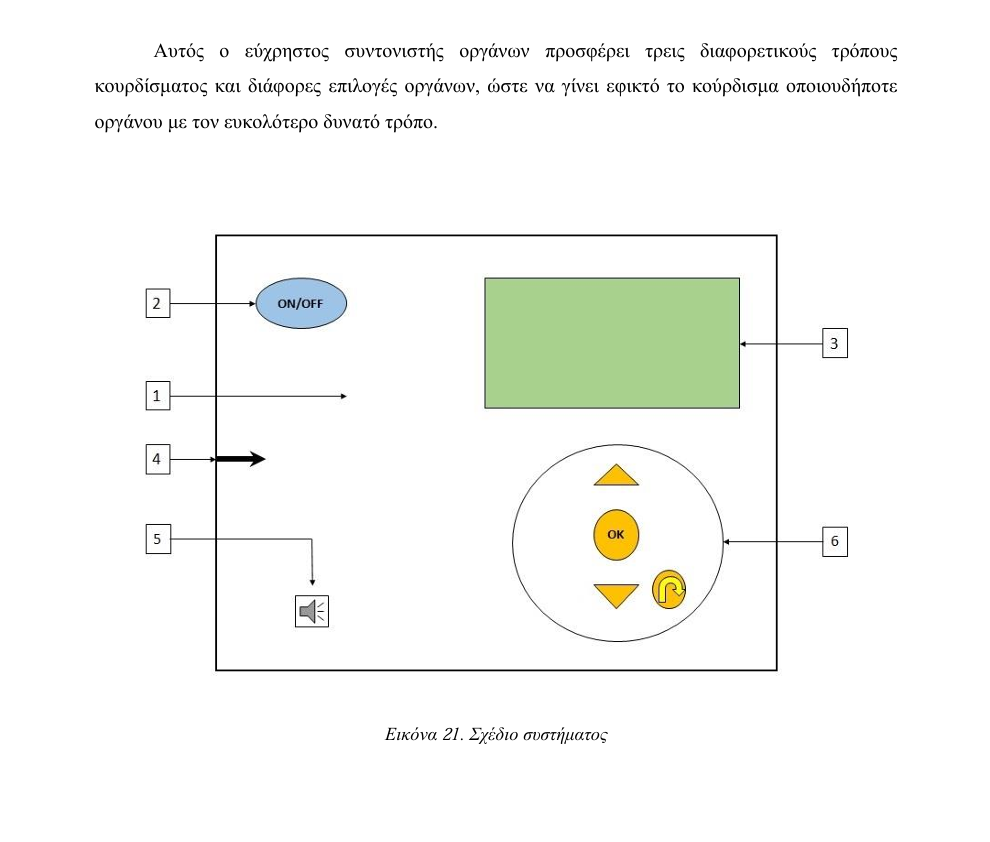 Αυτός ο εύχρηστος συντονιστής οργάνων προσφέρει τρεις διαφορετικούς τρόπους
κουρδίσματος και διάφορες επιλογές οργάνων, ώστε να γίνει εφικτό το κούρδισμα οποιουδήποτε
οργάνου με τον ευκολότερο δυνατό τρόπο.
2
ON/OFF
3
1
4
5
OK
6
Εικόνα 21. Σχέδιο συστήματος